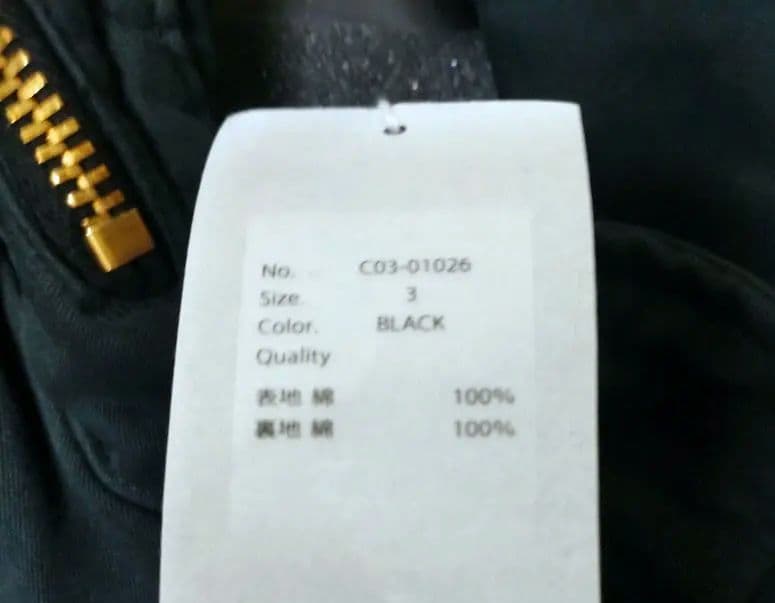 No. C03-01026
Size. 3
Color. BLACK
Quality
表地 綿 100%
裏地 綿 100%